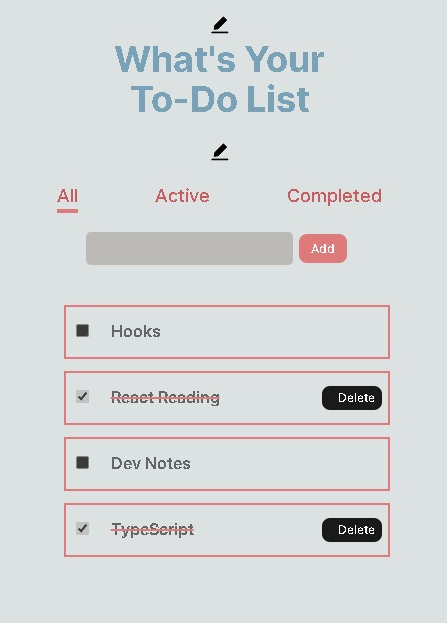 What's Your
To-Do List
All Active Completed
Add
Hooks
React Reading Delete
Dev Notes
TypeScript Delete